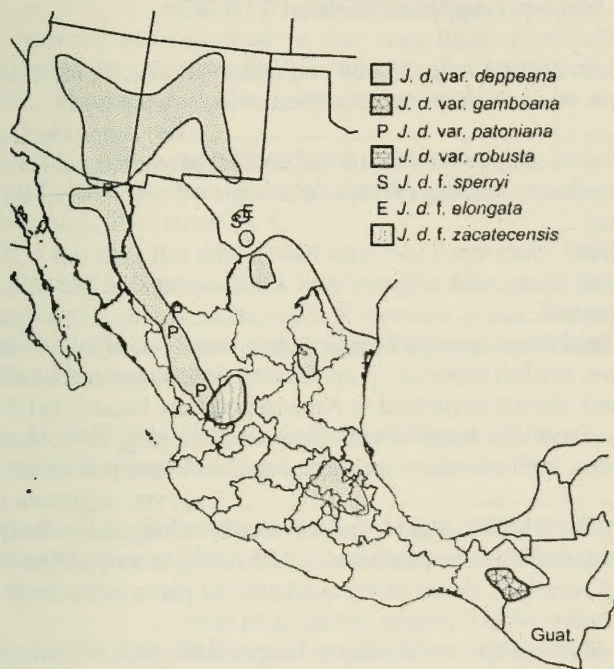 J. d. var. deppeana
J. d. var. gamboana
P J. d. var. patoniana
J. d. var. robusta
S J. d. f. sperryi
E J. d. f. elongata
J. d. f. zacatecensis
S E
P
P
P
P
Guat.